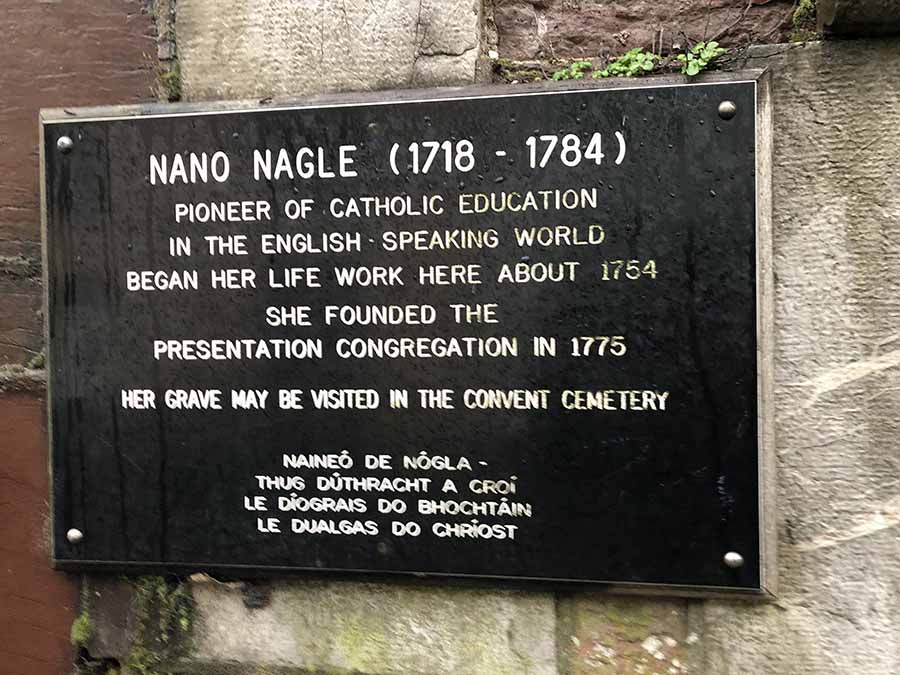 NANO NAGLE (1718 - 1784)
PIONEER OF CATHOLIC EDUCATION
IN THE ENGLISH-SPEAKING WORLD
BEGAN HER LIFE WORK HERE ABOUT 1754
SHE FOUNDED THE
PRESENTATION CONGREGATION IN 1775
HER GRAVE MAY BE VISITED IN THE CONVENT CEMETERY
NAINEÓ DE NÓGLA -
THUG DÚTHRACHT A CROÍ
LE DÍOGRAIS DO BHOCHTÁIN
LE DUALGAS DO CHRÍOST